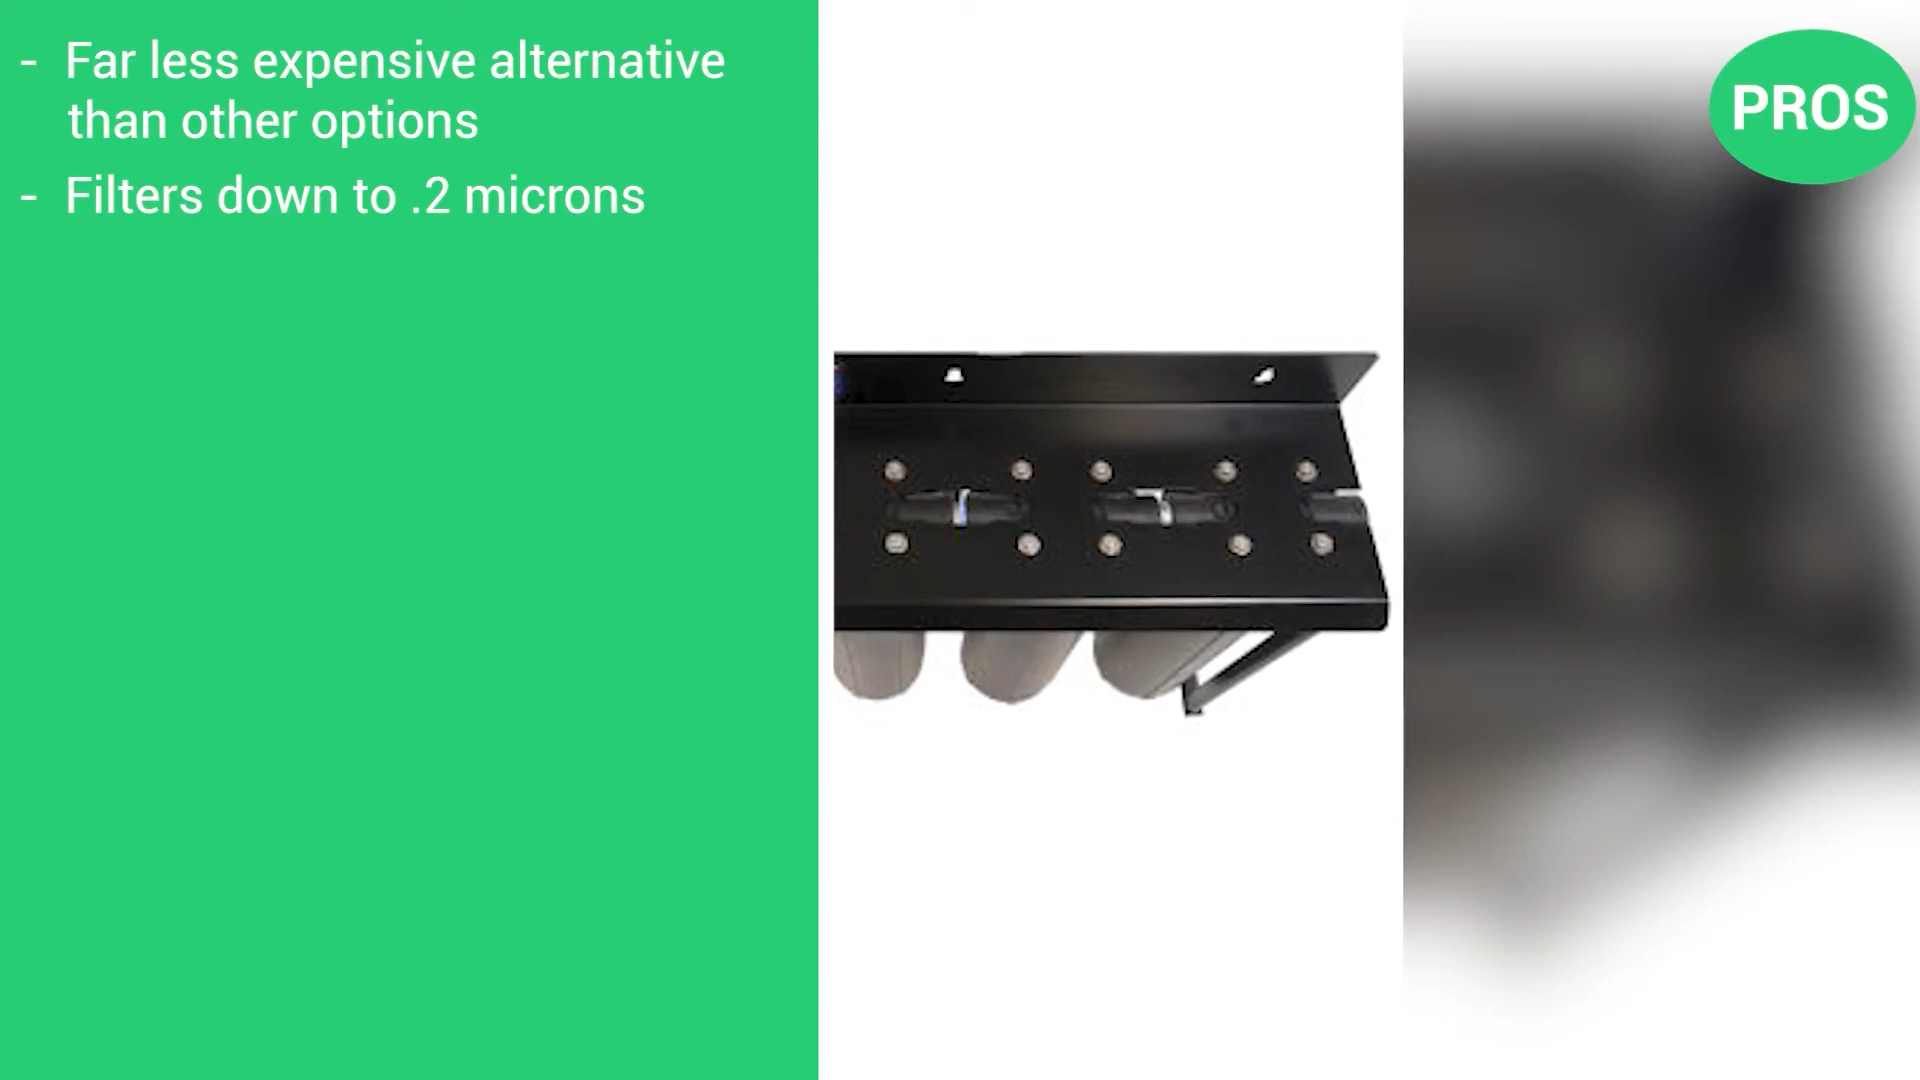 - Far less expensive alternative
than other options
- Filters down to .2 microns
PROS